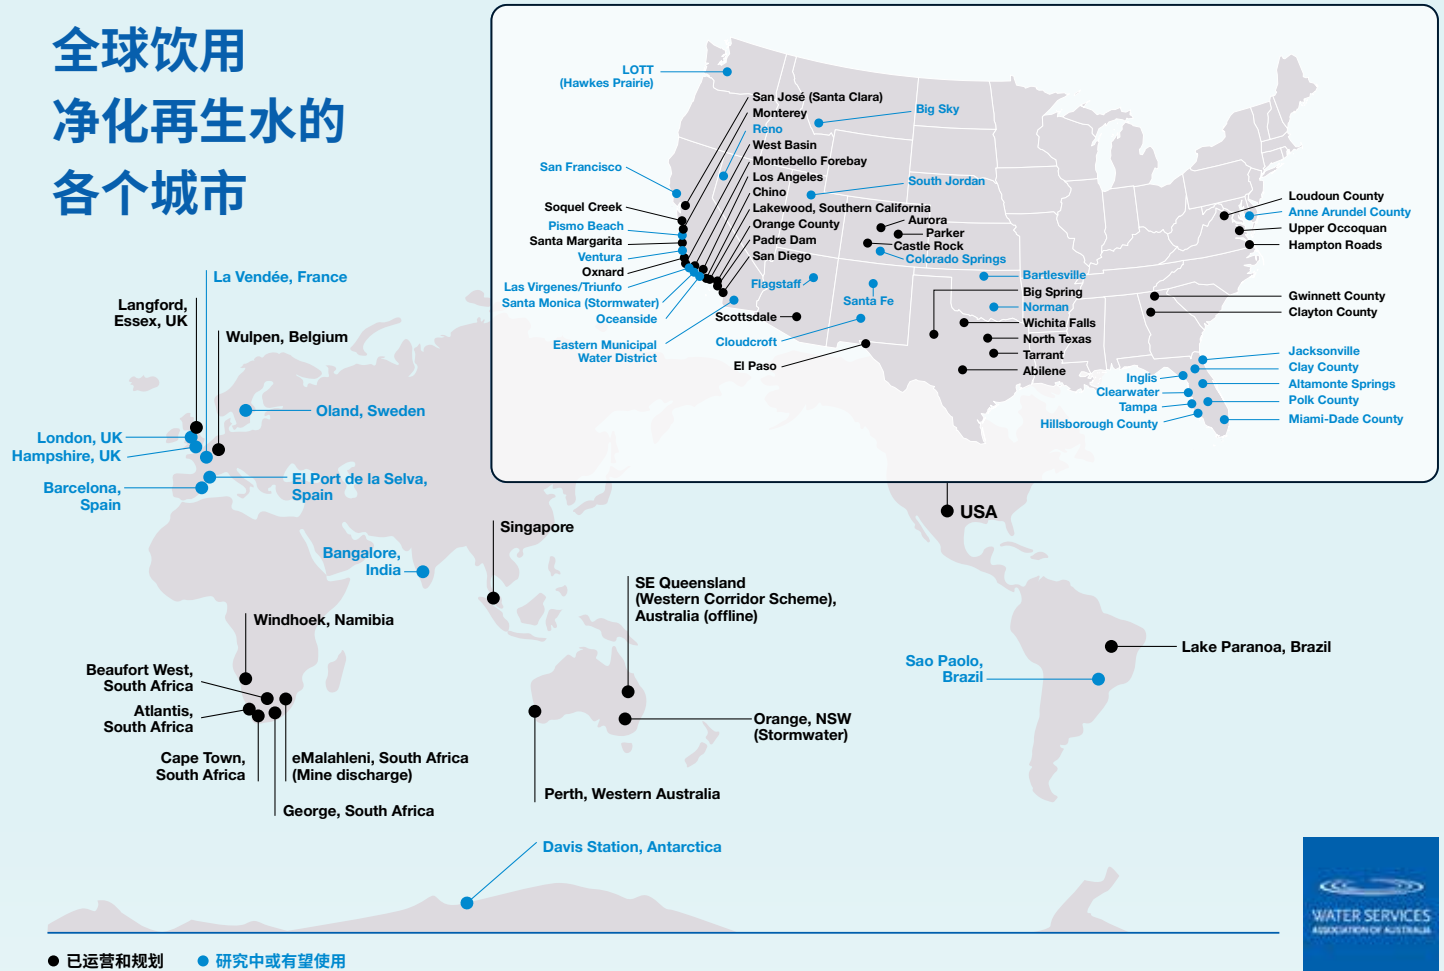 全球饮用
净化再生水的
各个城市
LOTT
(Hawkes Prairie)
San José (Santa Clara)
Monterey
Reno
West Basin
Montebello Forebay
Los Angeles
Chino
Lakewood, Southern California
Orange County
Padre Dam
San Diego
Big Sky
South Jordan
San Francisco
Soquel Creek
Pismo Beach
Santa Margarita
Ventura
Oxnard
Las Virgenes/Triunfo
Santa Monica (Stormwater)
Oceanside
Eastern Municipal
Water District
Aurora
Parker
Castle Rock
Colorado Springs
Flagstaff
Santa Fe
Scottsdale
Cloudcroft
El Paso
Bartlesville
Big Spring
Norman
Wichita Falls
North Texas
Tarrant
Abilene
Loudoun County
Anne Arundel County
Upper Occoquan
Hampton Roads
Gwinnett County
Clayton County
Jacksonville
Clay County
Altamonte Springs
Polk County
Miami-Dade County
Inglis
Clearwater
Tampa
Hillsborough County
La Vendée, France
Langford,
Essex, UK
Wulpen, Belgium
Oland, Sweden
London, UK
Hampshire, UK
El Port de la Selva,
Spain
Barcelona,
Spain
USA
Singapore
Bangalore,
India
SE Queensland
(Western Corridor Scheme),
Australia (offline)
Windhoek, Namibia
Beaufort West,
South Africa
Atlantis,
South Africa
Cape Town,
South Africa
eMalahleni, South Africa
(Mine discharge)
George, South Africa
Orange, NSW
(Stormwater)
Perth, Western Australia
Lake Paranoa, Brazil
Sao Paolo,
Brazil
Davis Station, Antarctica
WATER SERVICES
ASSOCIATION OF AUSTRALIA
已运营和规划
研究中或有望使用